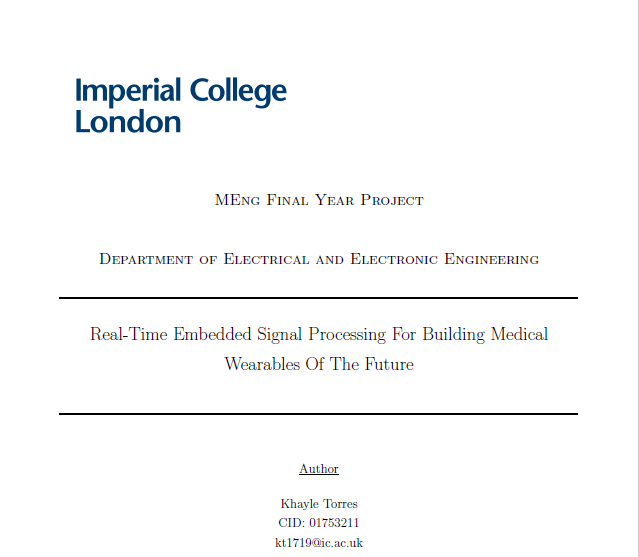 Imperial College
London
MEng Final Year Project
Department of Electrical and Electronic Engineering
Real-Time Embedded Signal Processing For Building Medical
Wearables Of The Future
Author
Khayle Torres
CID: 01753211
kt1719@ic.ac.uk